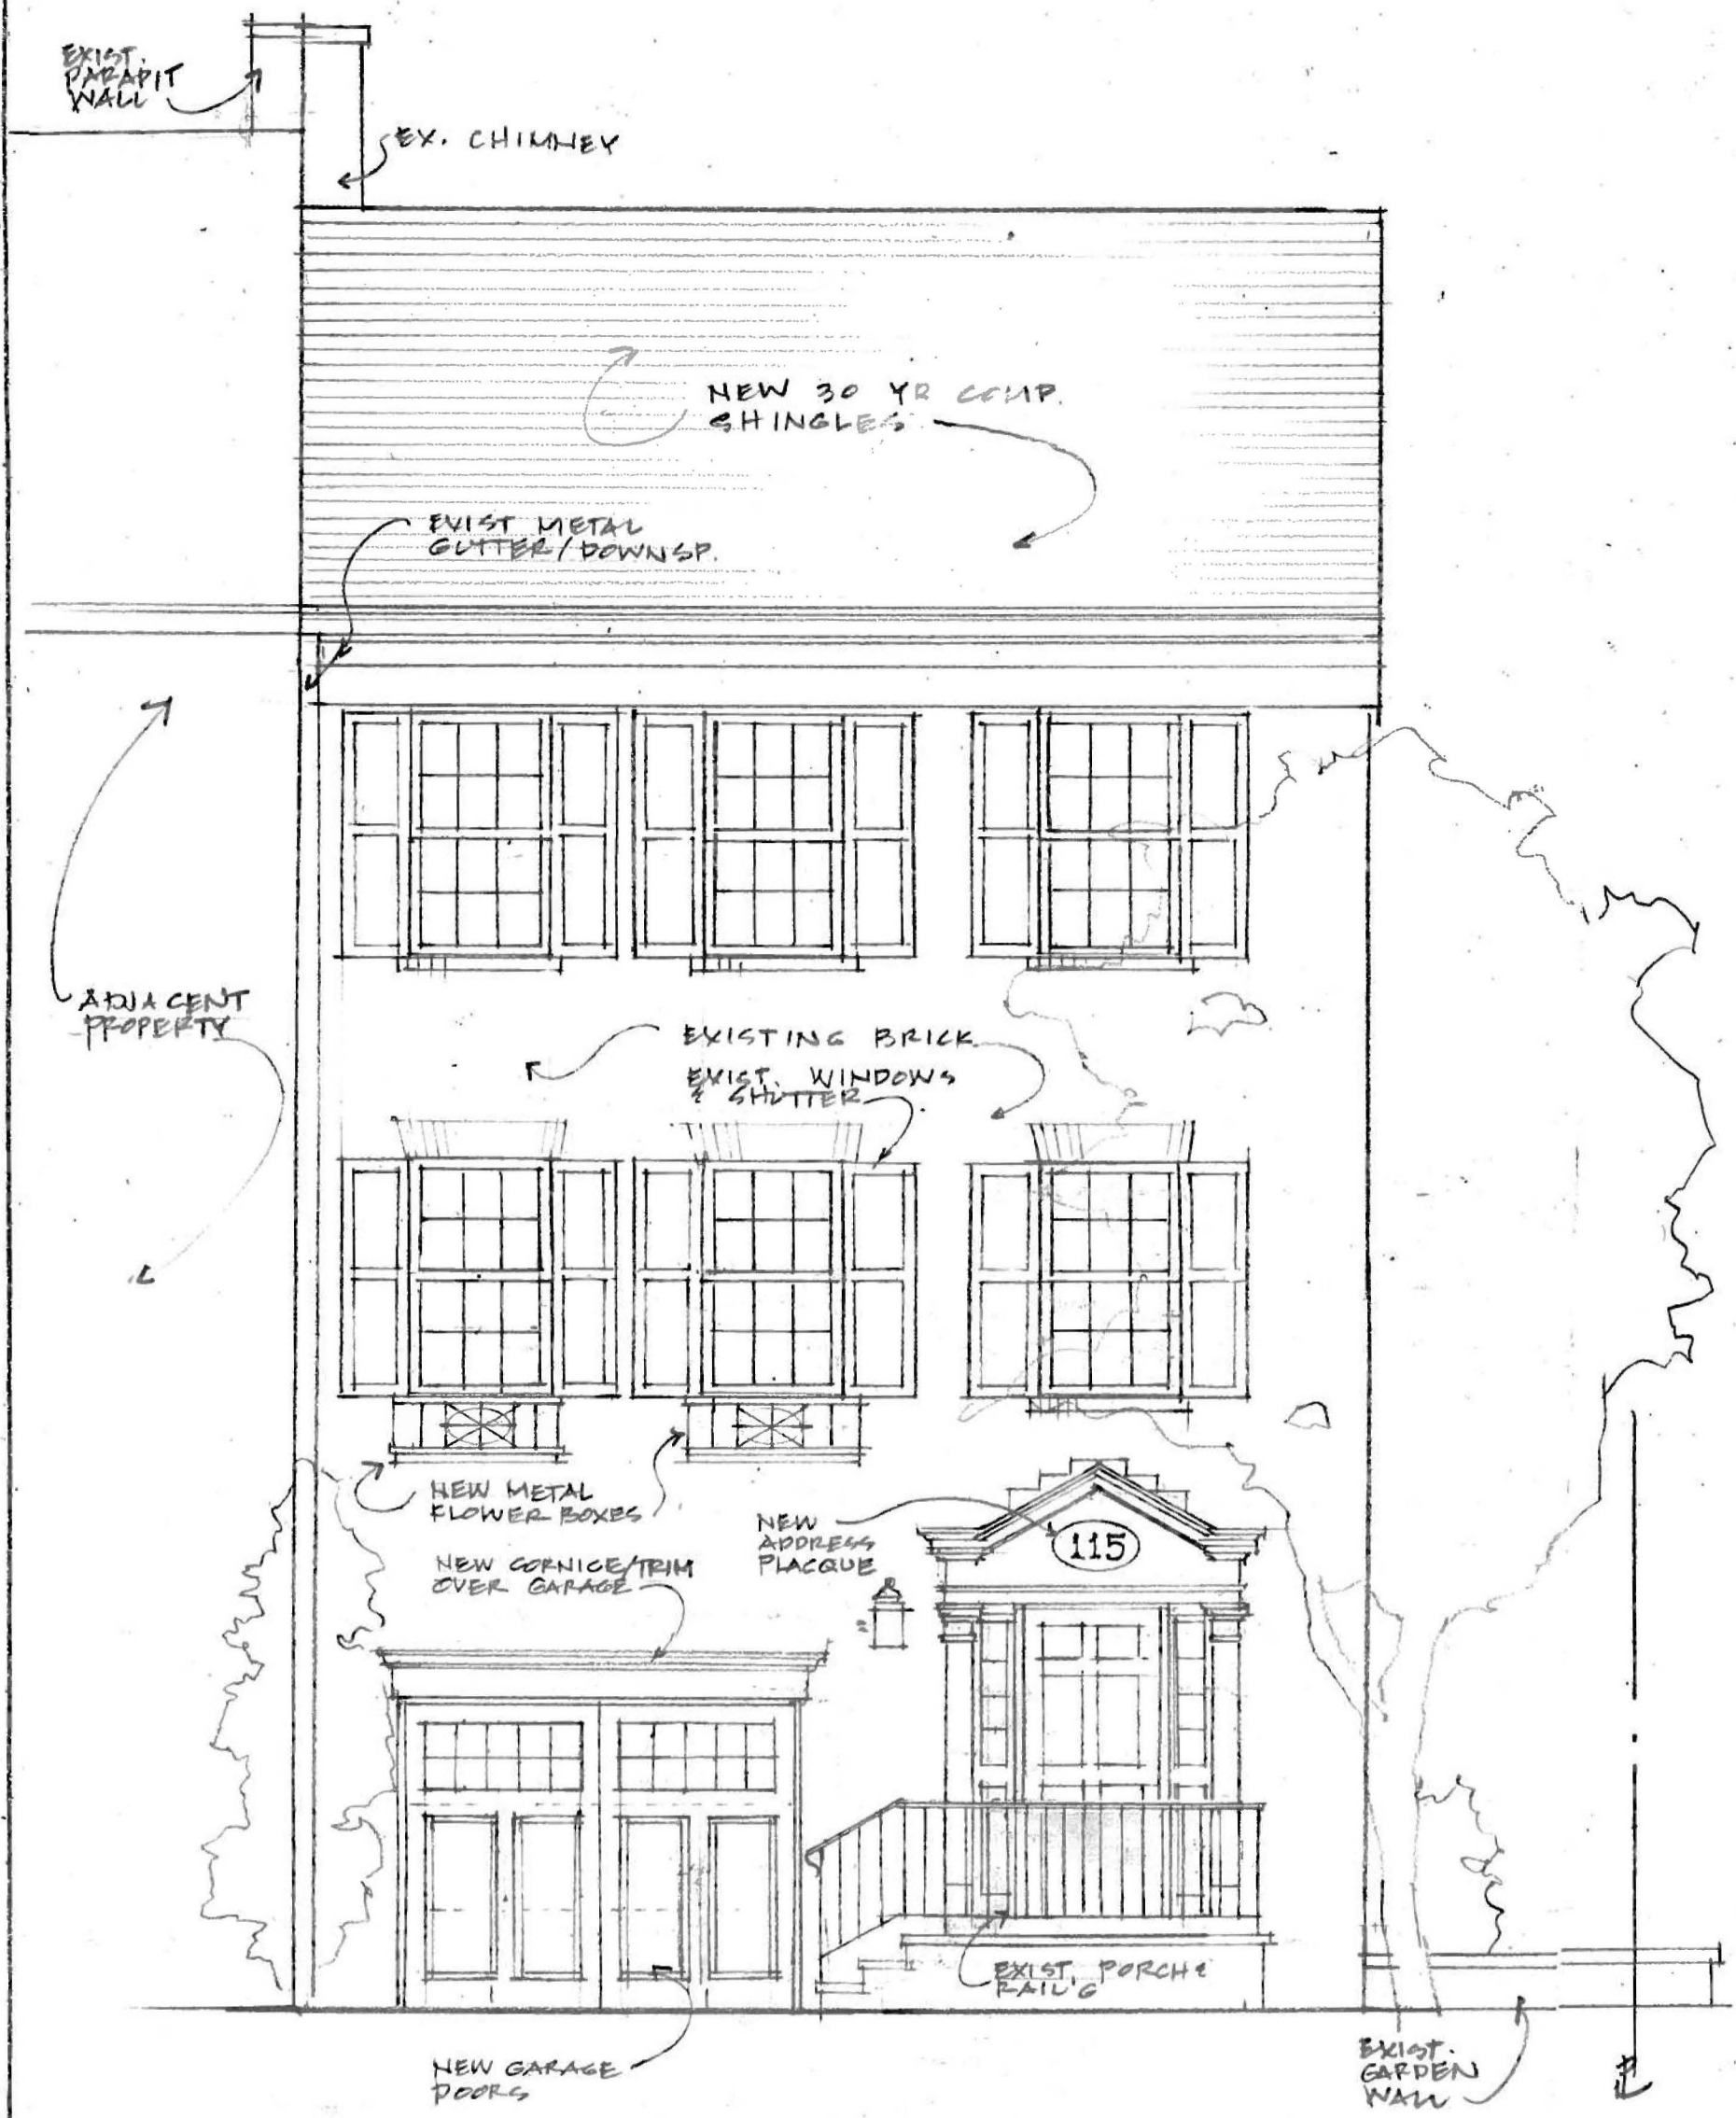 EXIST.
PARAPIT
WALL
EX. CHIMNEY
NEW 30 YR COMP.
SHINGLES
EXIST METAL
GUTTER/DOWNSP.
ADJACENT
PROPERTY
EXISTING BRICK
EXIST. WINDOWS
& SHUTTER
NEW METAL
FLOWER BOXES
NEW
ADDRESS
PLACQUE
115
NEW CORNICE/TRIM
OVER GARAGE
EXIST. PORCH &
RAIL'G
NEW GARAGE
DOORS
EXIST.
GARDEN
WALL
PL